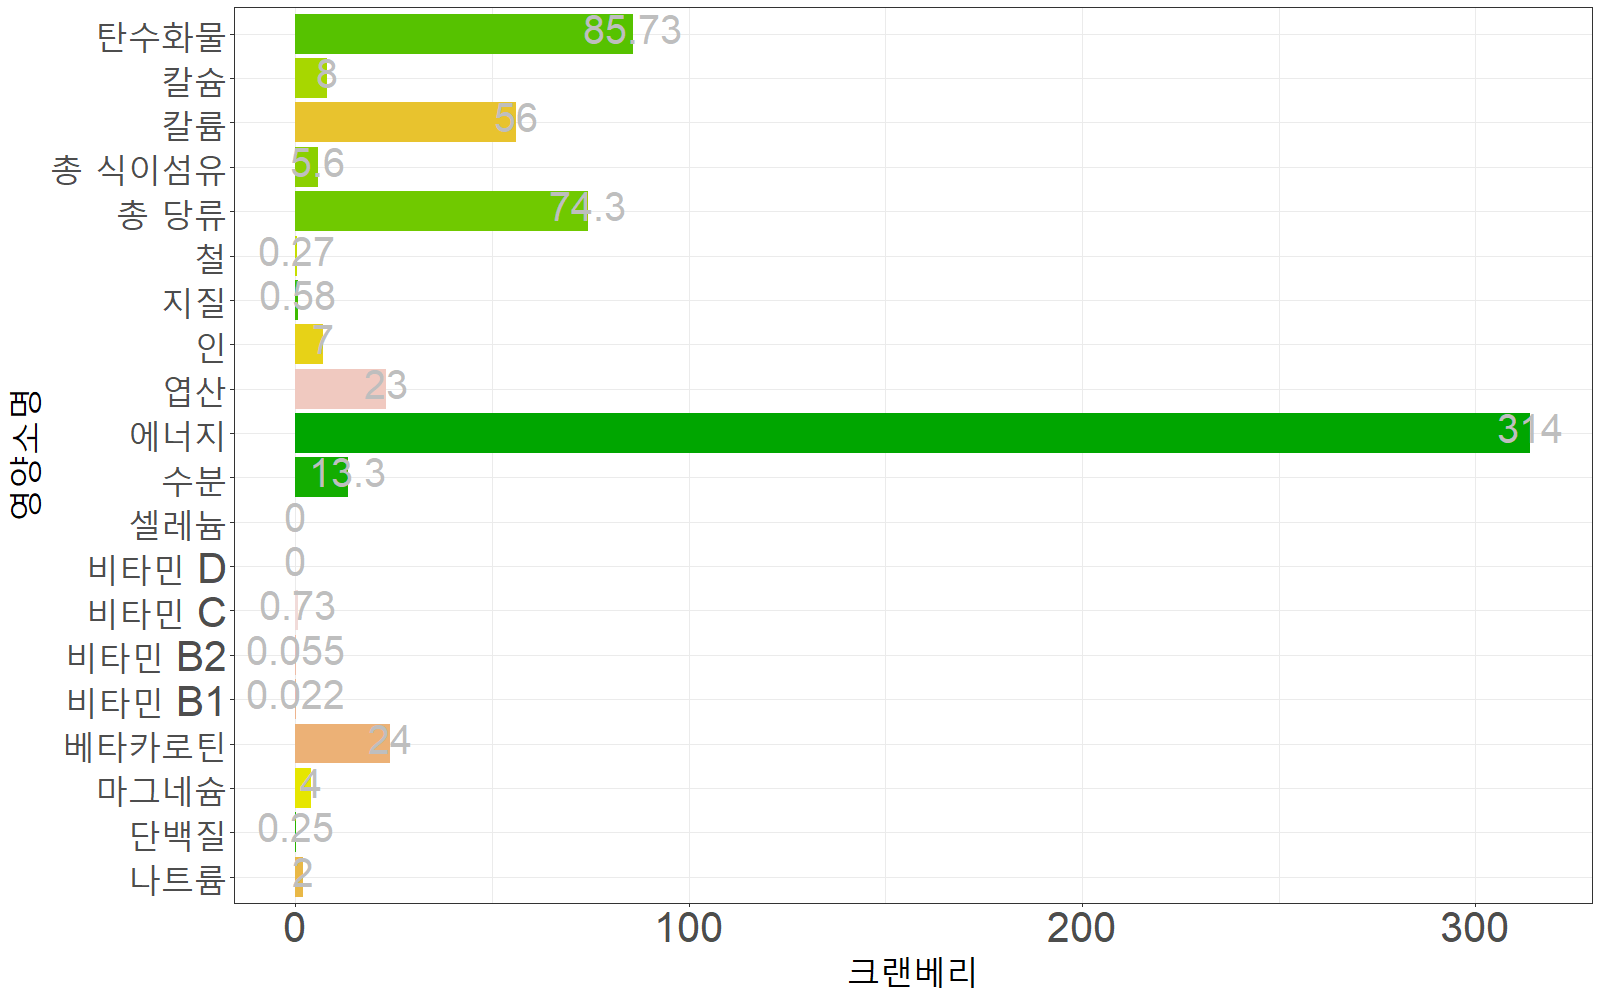 탄수화물 85.73
칼슘 8
칼륨 56
총 식이섬유 5.6
총 당류 74.3
철 0.27
지질 0.58
인 7
엽산 23
에너지 314
수분 13.3
셀레늄 0
비타민 D 0
비타민 C 0.73
비타민 B2 0.055
비타민 B1 0.022
베타카로틴 24
마그네슘 4
단백질 0.25
나트륨 2
영양소명
0 100 200 300
크랜베리